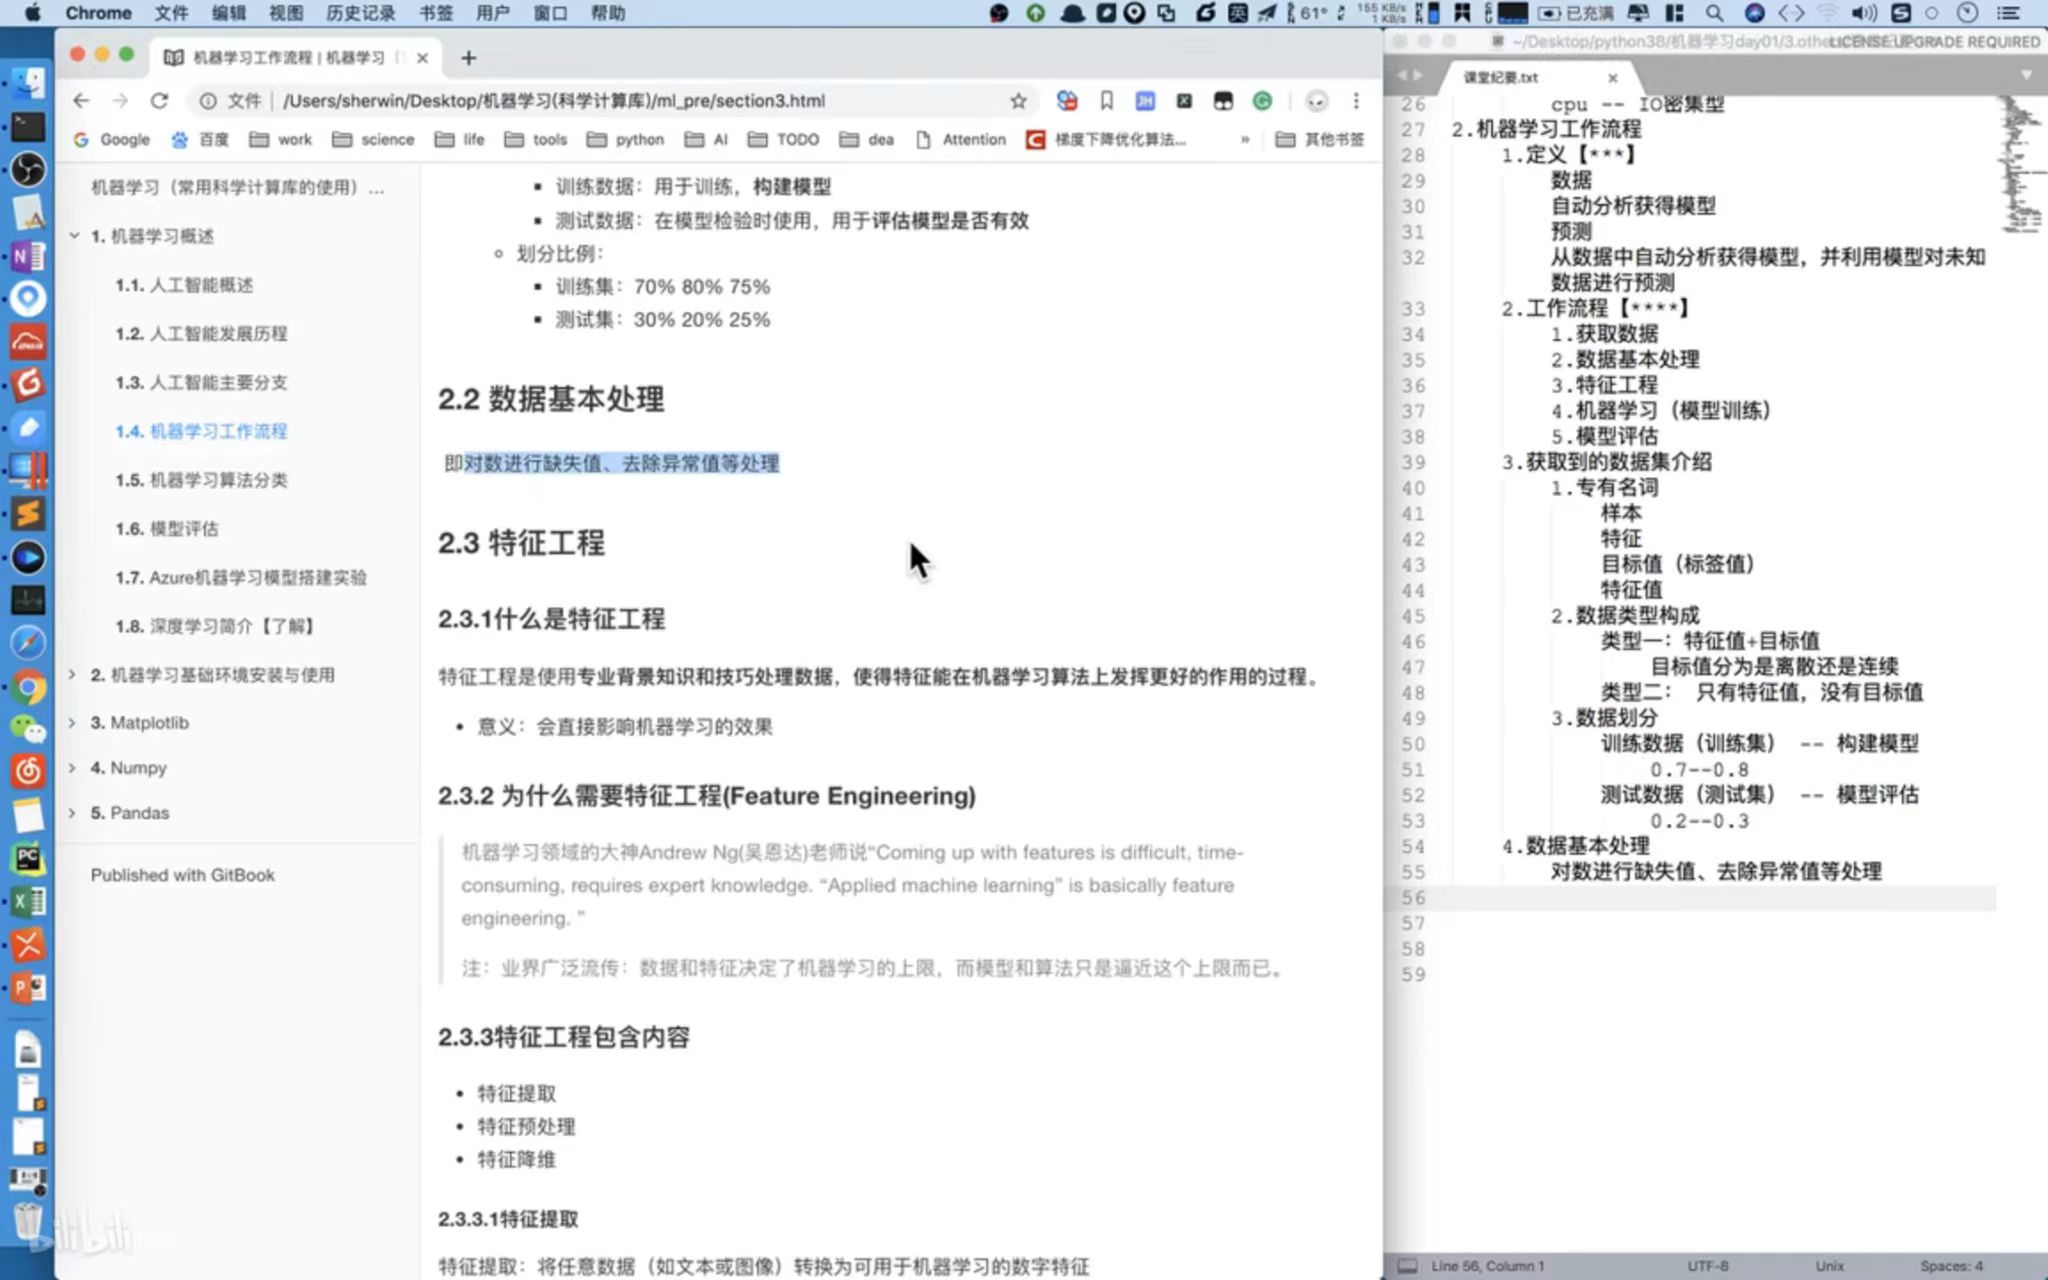 Chrome 文件 编辑 视图 历史记录 书签 用户 窗口 帮助
英 61° 155 KB/s 1 KB/s 已充满
机器学习工作流程 | 机器学习
文件 | /Users/sherwin/Desktop/机器学习(科学计算库)/ml_pre/section3.html
Google 百度 work science life tools python AI TODO dea Attention 梯度下降优化算法... » 其他书签
机器学习（常用科学计算库的使用）...
1. 机器学习概述
1.1. 人工智能概述
1.2. 人工智能发展历程
1.3. 人工智能主要分支
1.4. 机器学习工作流程
1.5. 机器学习算法分类
1.6. 模型评估
1.7. Azure机器学习模型搭建实验
1.8. 深度学习简介【了解】
2. 机器学习基础环境安装与使用
3. Matplotlib
4. Numpy
5. Pandas
Published with GitBook
训练数据：用于训练，构建模型
测试数据：在模型检验时使用，用于评估模型是否有效
划分比例：
训练集：70% 80% 75%
测试集：30% 20% 25%
2.2 数据基本处理
即对数进行缺失值、去除异常值等处理
2.3 特征工程
2.3.1什么是特征工程
特征工程是使用专业背景知识和技巧处理数据，使得特征能在机器学习算法上发挥更好的作用的过程。
意义：会直接影响机器学习的效果
2.3.2 为什么需要特征工程(Feature Engineering)
机器学习领域的大神Andrew Ng(吴恩达)老师说“Coming up with features is difficult, time-
consuming, requires expert knowledge. “Applied machine learning” is basically feature
engineering. ”
注：业界广泛流传：数据和特征决定了机器学习的上限，而模型和算法只是逼近这个上限而已。
2.3.3特征工程包含内容
特征提取
特征预处理
特征降维
2.3.3.1特征提取
特征提取：将任意数据（如文本或图像）转换为可用于机器学习的数字特征
bilibili
~/Desktop/python38/机器学习day01/3.othe
LICENSE UPGRADE REQUIRED
课堂纪要.txt
26 cpu -- IO密集型
27 2.机器学习工作流程
28 1.定义【***】
29 数据
30 自动分析获得模型
31 预测
32 从数据中自动分析获得模型，并利用模型对未知
数据进行预测
33 2.工作流程【****】
34 1.获取数据
35 2.数据基本处理
36 3.特征工程
37 4.机器学习（模型训练）
38 5.模型评估
39 3.获取到的数据集介绍
40 1.专有名词
41 样本
42 特征
43 目标值（标签值）
44 特征值
45 2.数据类型构成
46 类型一：特征值+目标值
47 目标值分为是离散还是连续
48 类型二： 只有特征值，没有目标值
49 3.数据划分
50 训练数据（训练集） -- 构建模型
51 0.7--0.8
52 测试数据（测试集） -- 模型评估
53 0.2--0.3
54 4.数据基本处理
55 对数进行缺失值、去除异常值等处理
56
57
58
59
Line 56, Column 1 UTF-8 Unix Spaces: 4